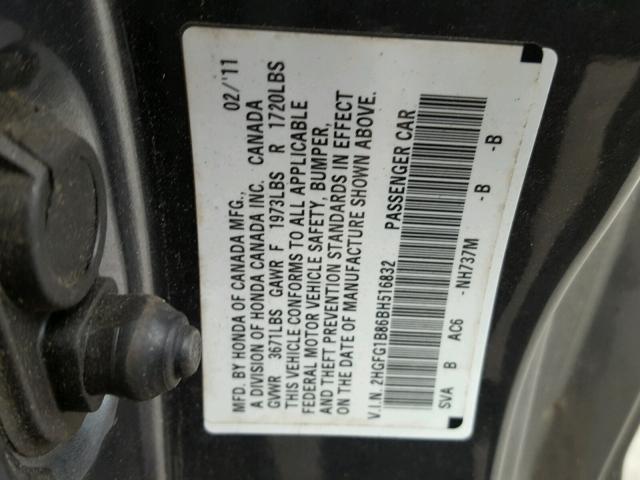 MFD. BY HONDA OF CANADA MFG., 02/'11
A DIVISION OF HONDA CANADA INC. CANADA
GVWR 3671LBS GAWR F 1973LBS R 1720LBS
THIS VEHICLE CONFORMS TO ALL APPLICABLE
FEDERAL MOTOR VEHICLE SAFETY, BUMPER,
AND THEFT PREVENTION STANDARDS IN EFFECT
ON THE DATE OF MANUFACTURE SHOWN ABOVE.
V.I.N. 2HGFG1B86BH516832 PASSENGER CAR
SVA B AC6 -NH737M -B -B